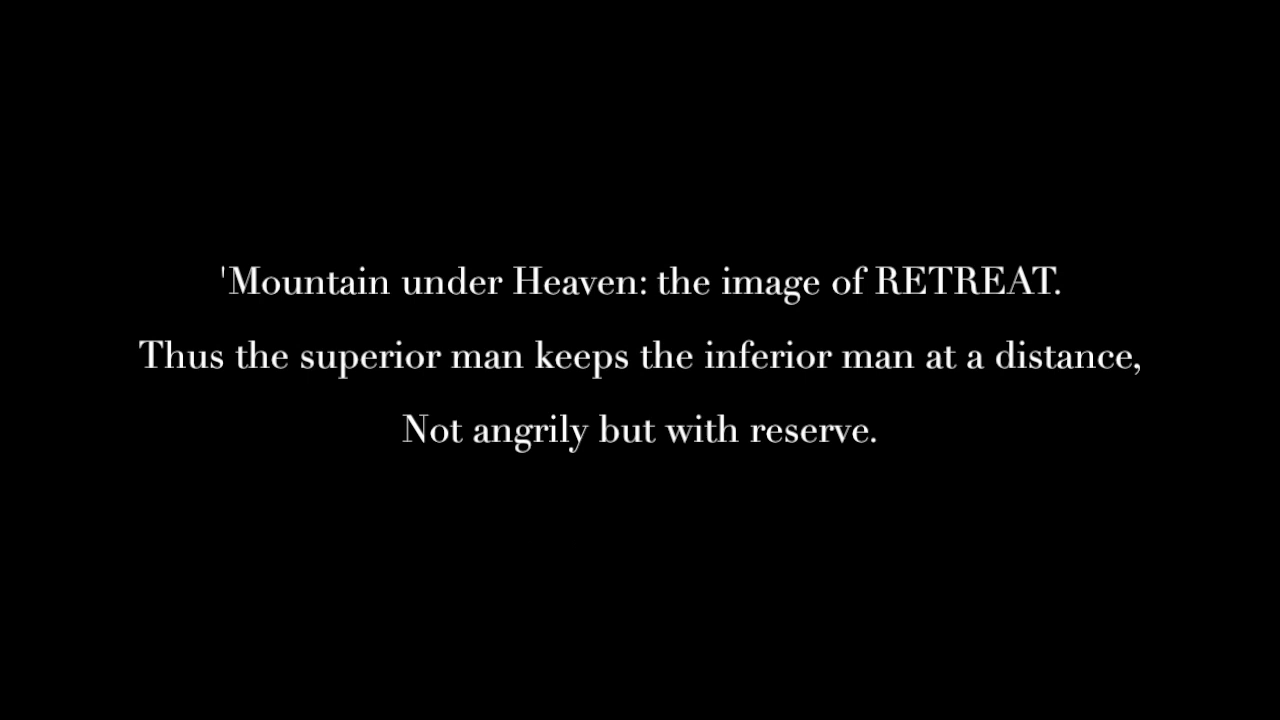 'Mountain under Heaven: the image of RETREAT.
Thus the superior man keeps the inferior man at a distance,
Not angrily but with reserve.